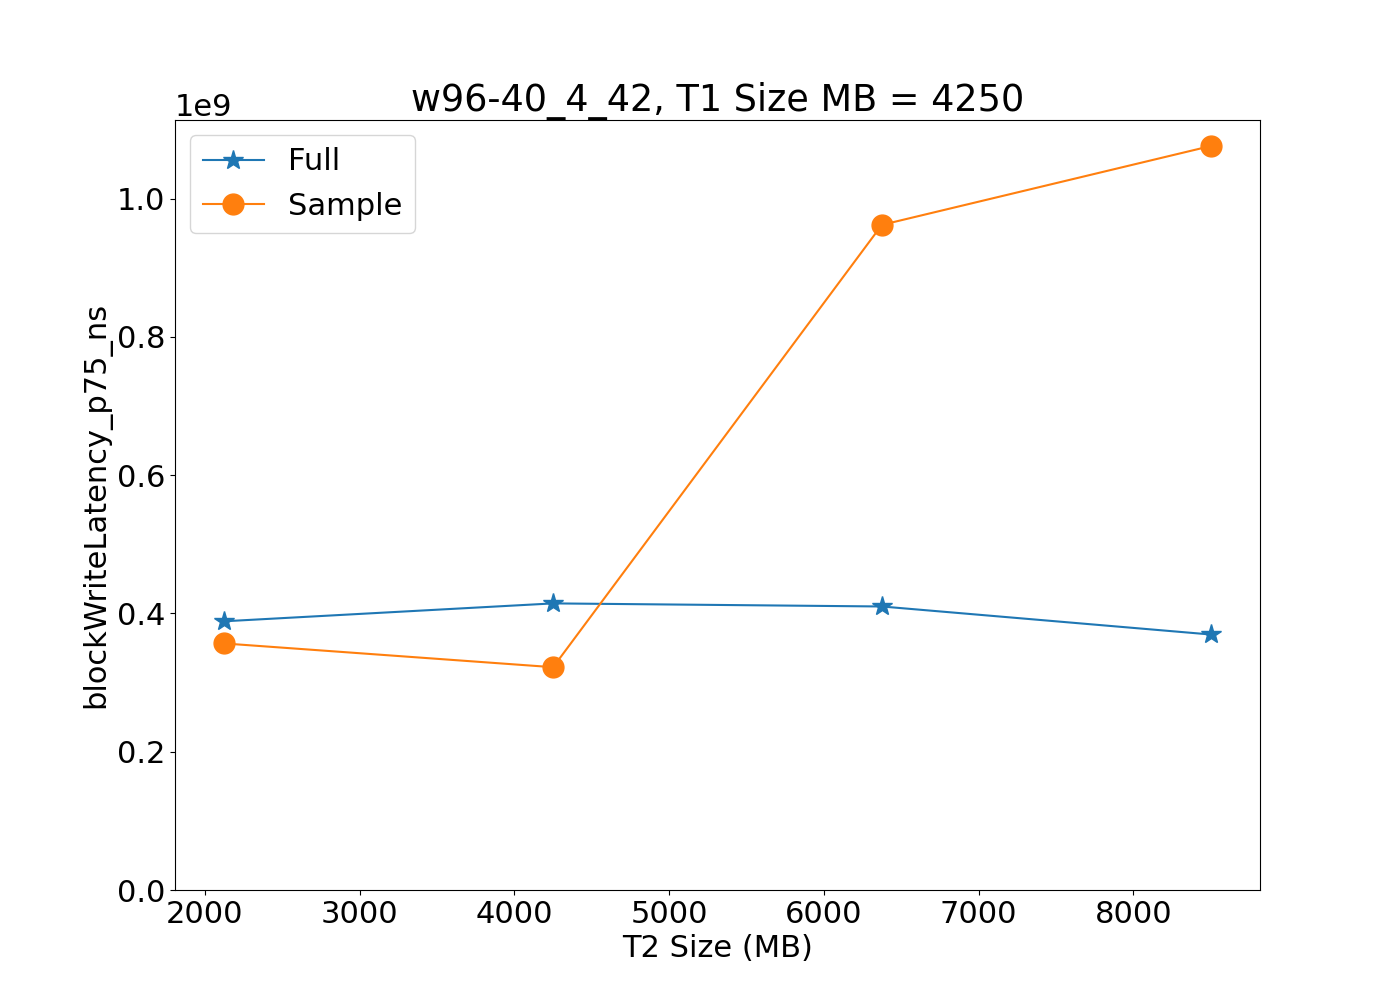 w96-40_4_42, T1 Size MB = 4250
1e9
Full
Sample
1.0
0.8
0.6
0.4
0.2
0.0
blockWriteLatency_p75_ns
2000 3000 4000 5000 6000 7000 8000
T2 Size (MB)